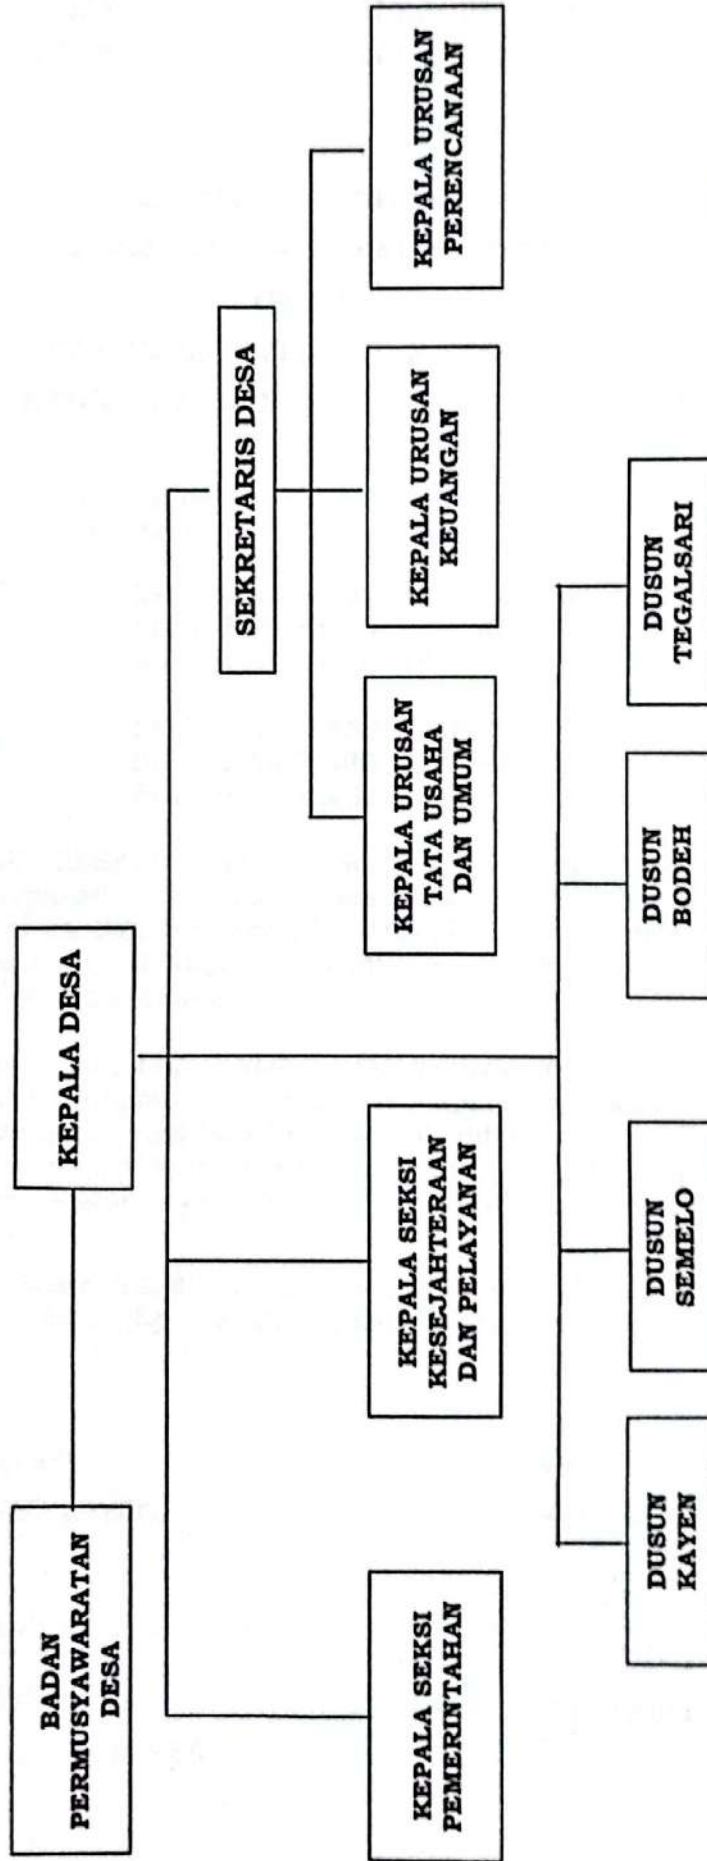 BADAN
PERMUSYAWARATAN
DESA
KEPALA DESA
SEKRETARIS DESA
KEPALA SEKSI
PEMERINTAHAN
KEPALA SEKSI
KESEJAHTERAAN
DAN PELAYANAN
KEPALA URUSAN
TATA USAHA
DAN UMUM
KEPALA URUSAN
KEUANGAN
KEPALA URUSAN
PERENCANAAN
DUSUN
KAYEN
DUSUN
SEMELO
DUSUN
BODEH
DUSUN
TEGALSARI